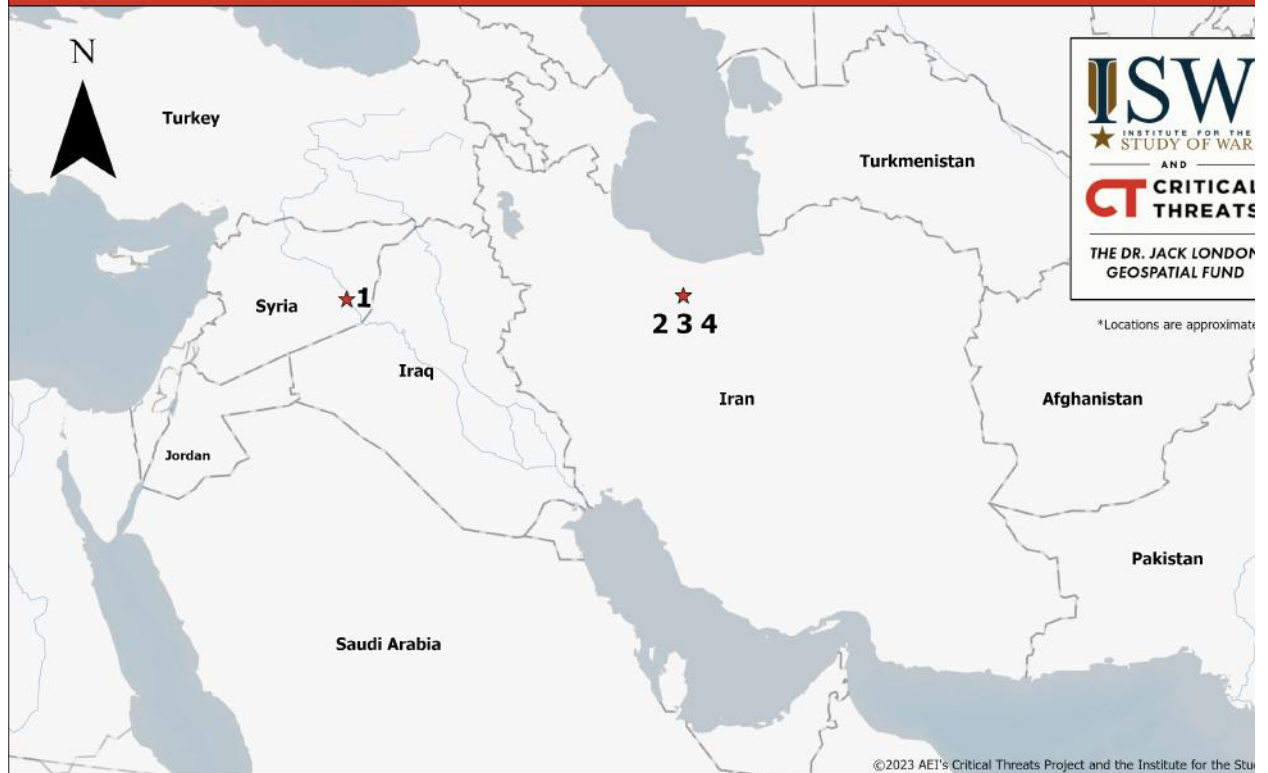 N
Turkey
Turkmenistan
ISW
INSTITUTE FOR THE
STUDY OF WAR
AND
CT CRITICAL
THREATS
THE DR. JACK LONDON
GEOSPATIAL FUND
*Locations are approximate
Syria
1
2 3 4
Iraq
Iran
Afghanistan
Jordan
Pakistan
Saudi Arabia
©2023 AEI's Critical Threats Project and the Institute for the Stu